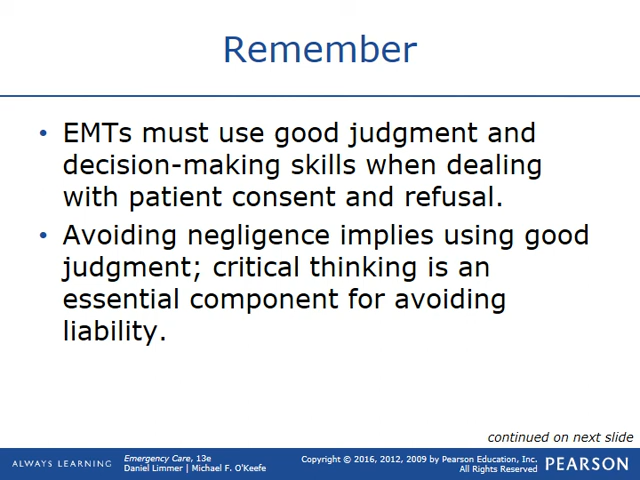 Remember
• EMTs must use good judgment and
decision-making skills when dealing
with patient consent and refusal.
• Avoiding negligence implies using good
judgment; critical thinking is an
essential component for avoiding
liability.
continued on next slide
ALWAYS LEARNING
Emergency Care, 13e
Daniel Limmer | Michael F. O'Keefe
Copyright © 2016, 2012, 2009 by Pearson Education, Inc.
All Rights Reserved
PEARSON